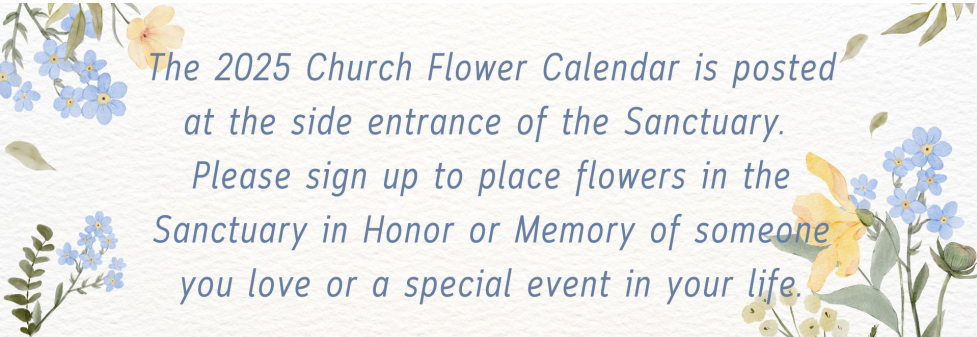 The 2025 Church Flower Calendar is posted
at the side entrance of the Sanctuary.
Please sign up to place flowers in the
Sanctuary in Honor or Memory of someone
you love or a special event in your life.